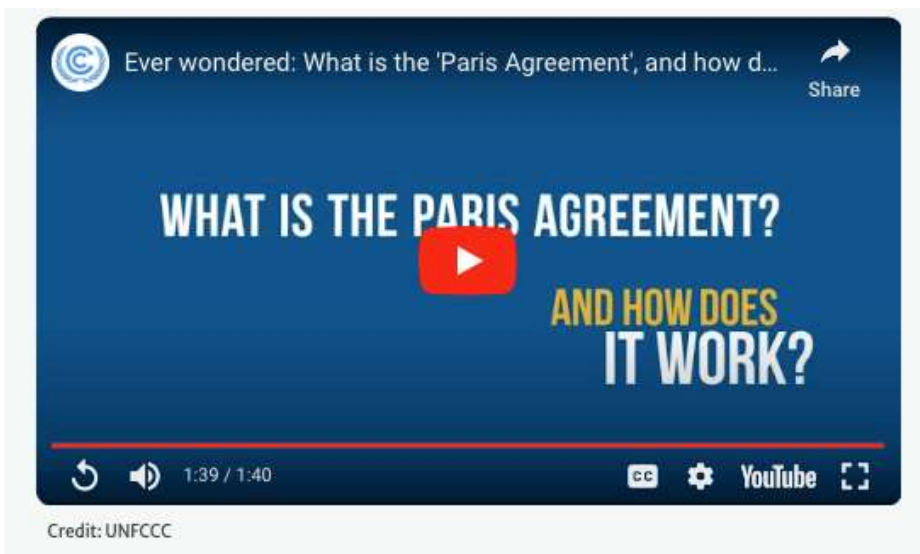 Ever wondered: What is the 'Paris Agreement', and how d...
Share
WHAT IS THE PARIS AGREEMENT?
AND HOW DOES
IT WORK?
1:39 / 1:40
CC
YouTube
Credit: UNFCCC